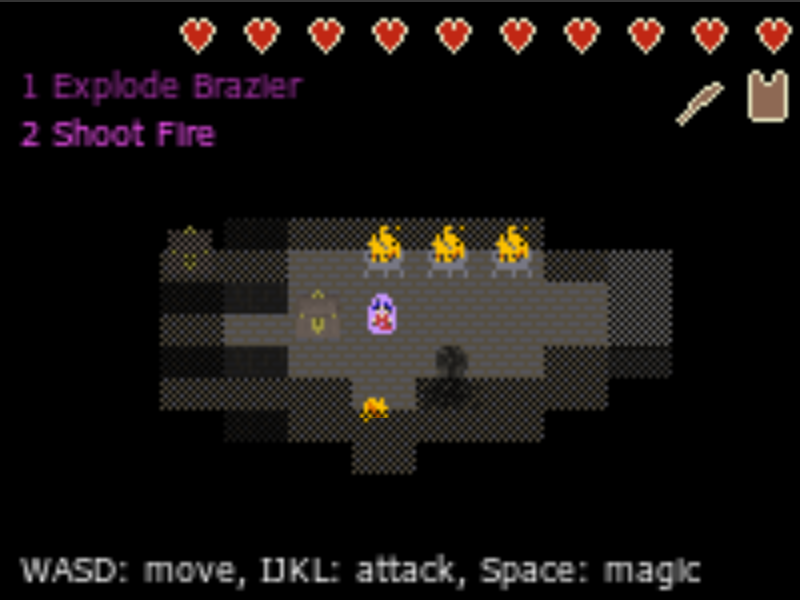 1 Explode Brazier
2 Shoot Fire
WASD: move, IJKL: attack, Space: magic